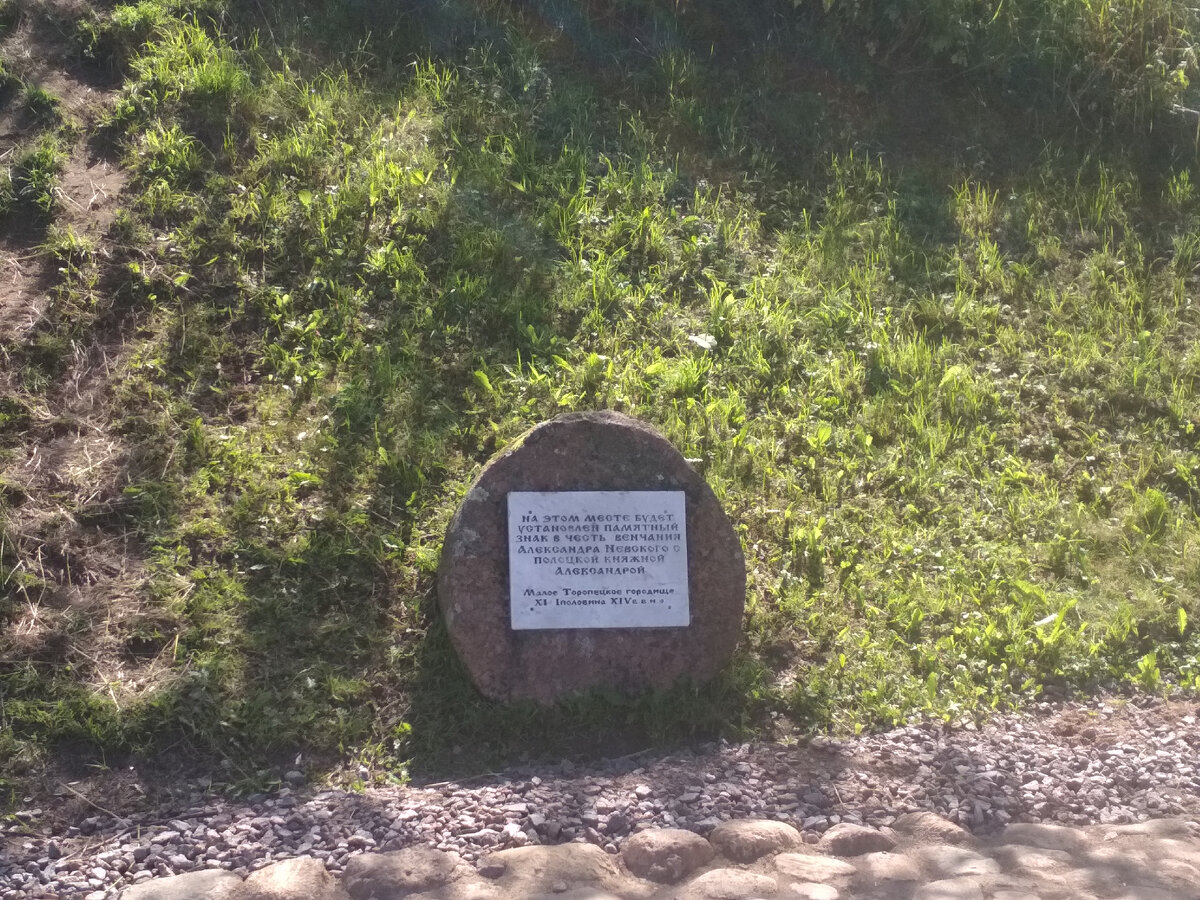 НА ЭТОМ МЕСТЕ БУДЕТ
УСТАНОВЛЕН ПАМЯТНЫЙ
ЗНАК В ЧЕСТЬ ВЕНЧАНИЯ
АЛЕКСАНДРА НЕВСКОГО С
ПОЛОЦКОЙ КНЯЖНОЙ
АЛЕКСАНДРОЙ
МАЛОЕ ТОРОПЕЦКОЕ ГОРОДИЩЕ
XI- IПОЛОВИНА XIV В.В. Н.Э